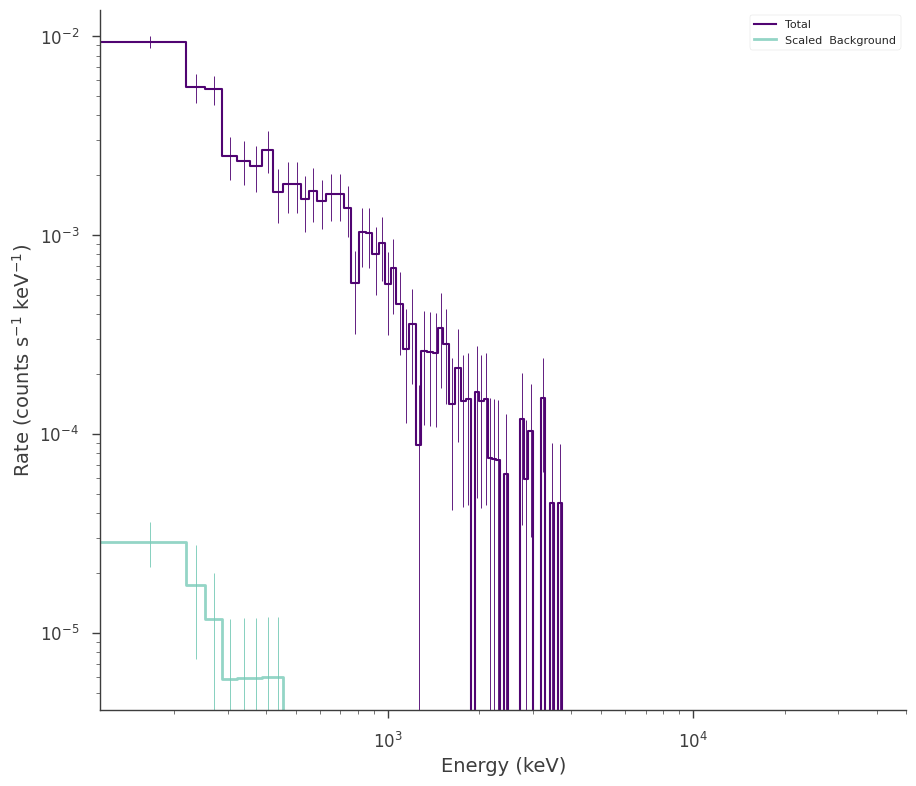 Total
Scaled  Background
10⁻²
10⁻³
10⁻⁴
10⁻⁵
Rate (counts s⁻¹ keV⁻¹)
10³
10⁴
Energy (keV)